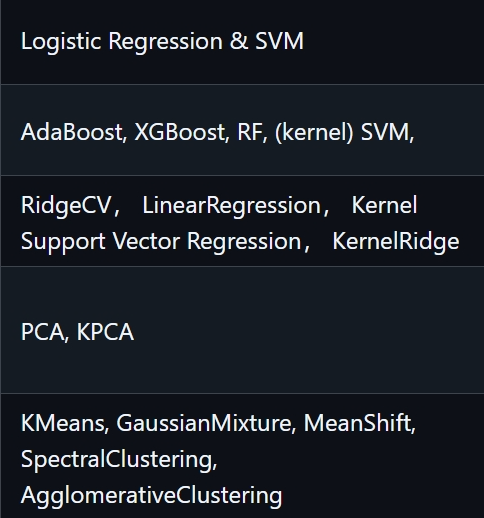 Logistic Regression & SVM
AdaBoost, XGBoost, RF, (kernel) SVM,
RidgeCV， LinearRegression， Kernel
Support Vector Regression， KernelRidge
PCA, KPCA
KMeans, GaussianMixture, MeanShift,
SpectralClustering,
AgglomerativeClustering